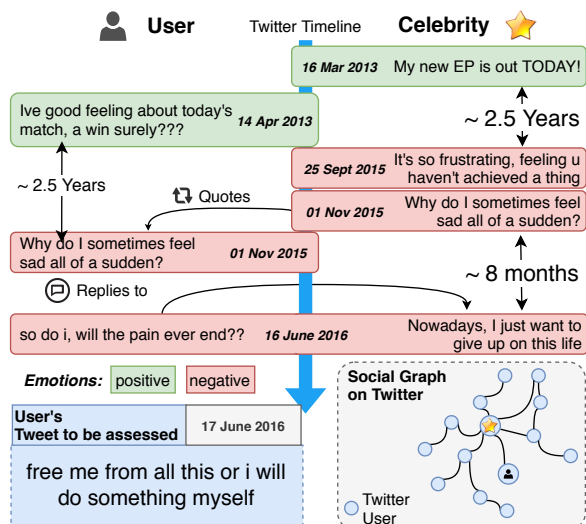 User
Twitter Timeline
Celebrity
16 Mar 2013
My new EP is out TODAY!
Ive good feeling about today's
match, a win surely???
14 Apr 2013
~ 2.5 Years
~ 2.5 Years
25 Sept 2015
It's so frustrating, feeling u
haven't achieved a thing
Quotes
01 Nov 2015
Why do I sometimes feel
sad all of a sudden?
Why do I sometimes feel
sad all of a sudden?
01 Nov 2015
~ 8 months
Replies to
so do i, will the pain ever end??
16 June 2016
Nowadays, I just want to
give up on this life
Emotions:
positive
negative
Social Graph
on Twitter
User's
Tweet to be assessed
17 June 2016
free me from all this or i will
do something myself
Twitter
User